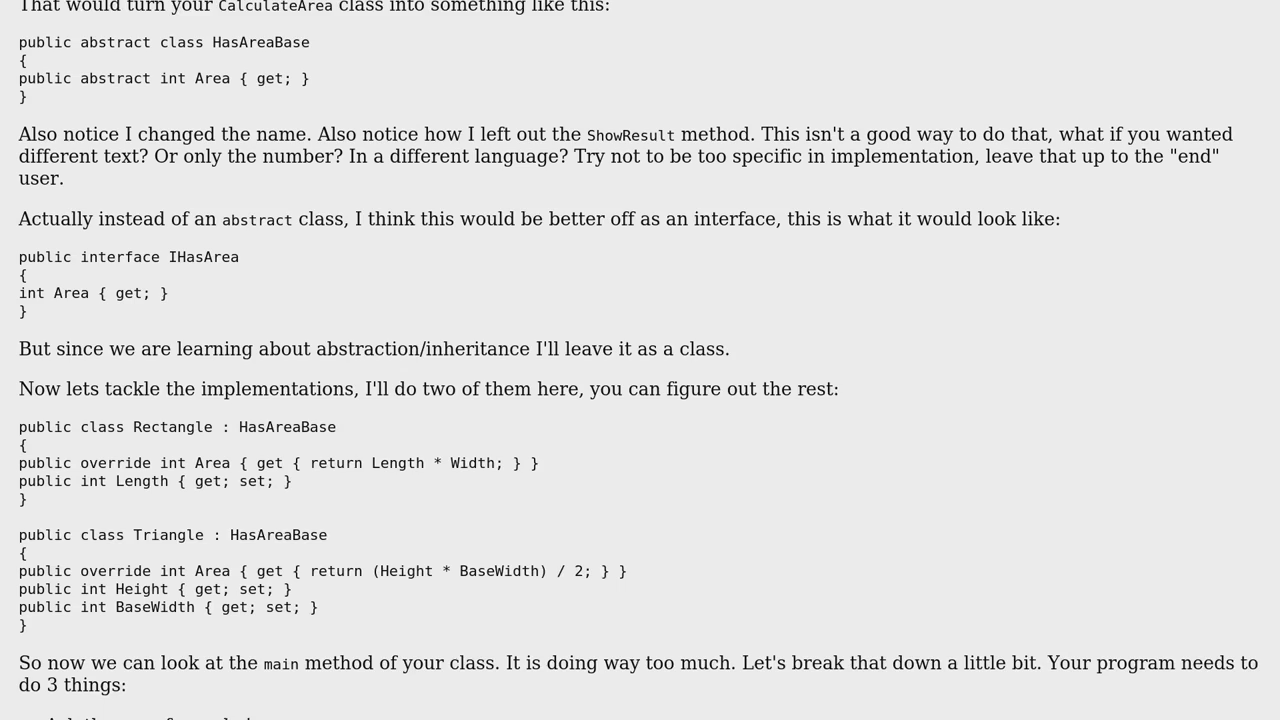 That would turn your CalculateArea class into something like this:
public abstract class HasAreaBase
{
public abstract int Area { get; }
}
Also notice I changed the name. Also notice how I left out the ShowResult method. This isn't a good way to do that, what if you wanted
different text? Or only the number? In a different language? Try not to be too specific in implementation, leave that up to the "end"
user.
Actually instead of an abstract class, I think this would be better off as an interface, this is what it would look like:
public interface IHasArea
{
int Area { get; }
}
But since we are learning about abstraction/inheritance I'll leave it as a class.
Now lets tackle the implementations, I'll do two of them here, you can figure out the rest:
public class Rectangle : HasAreaBase
{
public override int Area { get { return Length * Width; } }
public int Length { get; set; }
}
public class Triangle : HasAreaBase
{
public override int Area { get { return (Height * BaseWidth) / 2; } }
public int Height { get; set; }
public int BaseWidth { get; set; }
}
So now we can look at the main method of your class. It is doing way too much. Let's break that down a little bit. Your program needs to
do 3 things: